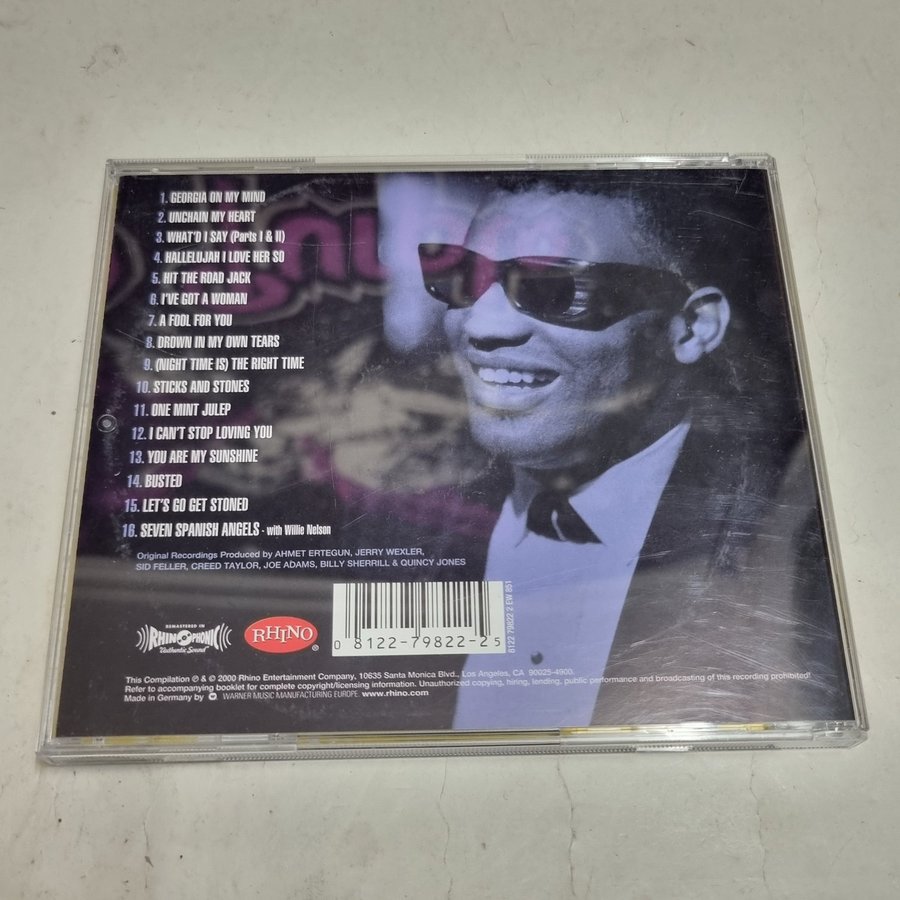 1. GEORGIA ON MY MIND
2. UNCHAIN MY HEART
3. WHAT'D I SAY (Parts I & II)
4. HALLELUJAH I LOVE HER SO
5. HIT THE ROAD JACK
6. I'VE GOT A WOMAN
7. A FOOL FOR YOU
8. DROWN IN MY OWN TEARS
9. (NIGHT TIME IS) THE RIGHT TIME
10. STICKS AND STONES
11. ONE MINT JULEP
12. I CAN'T STOP LOVING YOU
13. YOU ARE MY SUNSHINE
14. BUSTED
15. LET'S GO GET STONED
16. SEVEN SPANISH ANGELS - with Willie Nelson
Original Recordings Produced by AHMET ERTEGUN, JERRY WEXLER,
SID FELLER, CREED TAYLOR, JOE ADAMS, BILLY SHERRILL & QUINCY JONES
REMASTERED IN
RHINOPHONIC
"Authentic Sound"
RHINO®
0 8122-79822-2 5
8122 79822 2 EW 851
This Compilation ℗ & © 2000 Rhino Entertainment Company, 10635 Santa Monica Blvd., Los Angeles, CA 90025-4900.
Refer to accompanying booklet for complete copyright/licensing information. Unauthorized copying, hiring, lending, public performance and broadcasting of this recording prohibited!
Made in Germany by WARNER MUSIC MANUFACTURING EUROPE. www.rhino.com